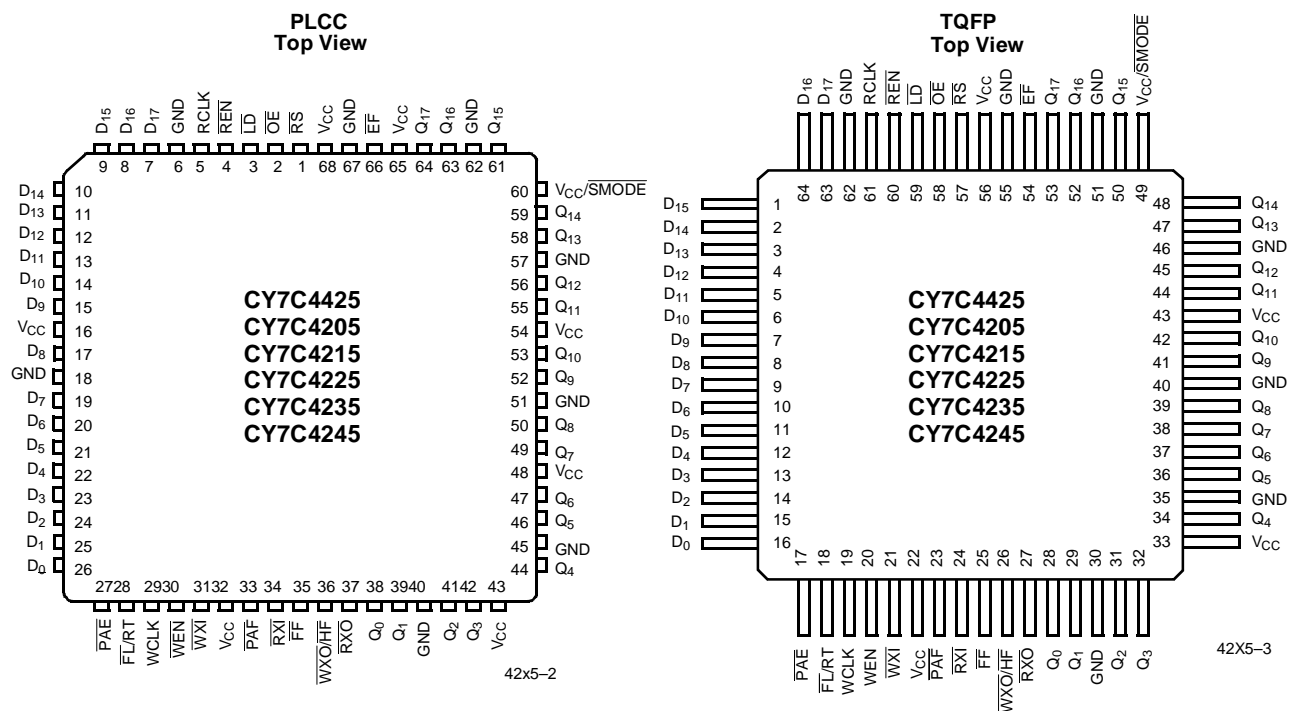 PLCC
Top View
D15
D16
D17
GND
RCLK
REN
LD
OE
RS
VCC
GND
EF
VCC
Q17
Q16
GND
Q15
9 8 7 6 5 4 3 2 1 68 67 66 65 64 63 62 61
D14 10
D13 11
D12 12
D11 13
D10 14
D9 15
VCC 16
D8 17
GND 18
D7 19
D6 20
D5 21
D4 22
D3 23
D2 24
D1 25
D0 26
CY7C4425
CY7C4205
CY7C4215
CY7C4225
CY7C4235
CY7C4245
60 VCC/SMODE
59 Q14
58 Q13
57 GND
56 Q12
55 Q11
54 VCC
53 Q10
52 Q9
51 GND
50 Q8
49 Q7
48 VCC
47 Q6
46 Q5
45 GND
44 Q4
27 28 29 30 31 32 33 34 35 36 37 38 39 40 41 42 43
PAE
FL/RT
WCLK
WEN
WXI
VCC
PAF
RXI
FF
WXO/HF
RXO
Q0
Q1
GND
Q2
Q3
VCC
42x5–2
TQFP
Top View
D16
D17
GND
RCLK
REN
LD
OE
RS
VCC
GND
EF
Q17
Q16
GND
Q15
VCC/SMODE
64 63 62 61 60 59 58 57 56 55 54 53 52 51 50 49
D15 1
D14 2
D13 3
D12 4
D11 5
D10 6
D9 7
D8 8
D7 9
D6 10
D5 11
D4 12
D3 13
D2 14
D1 15
D0 16
CY7C4425
CY7C4205
CY7C4215
CY7C4225
CY7C4235
CY7C4245
48 Q14
47 Q13
46 GND
45 Q12
44 Q11
43 VCC
42 Q10
41 Q9
40 GND
39 Q8
38 Q7
37 Q6
36 Q5
35 GND
34 Q4
33 VCC
17 18 19 20 21 22 23 24 25 26 27 28 29 30 31 32
PAE
FL/RT
WCLK
WEN
WXI
VCC
PAF
RXI
FF
WXO/HF
RXO
Q0
Q1
GND
Q2
Q3
42X5–3